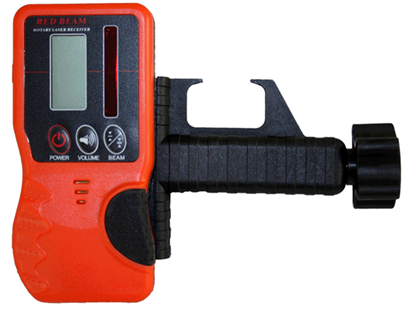 RED BEAM
ROTARY LASER RECEIVER
POWER VOLUME BEAM